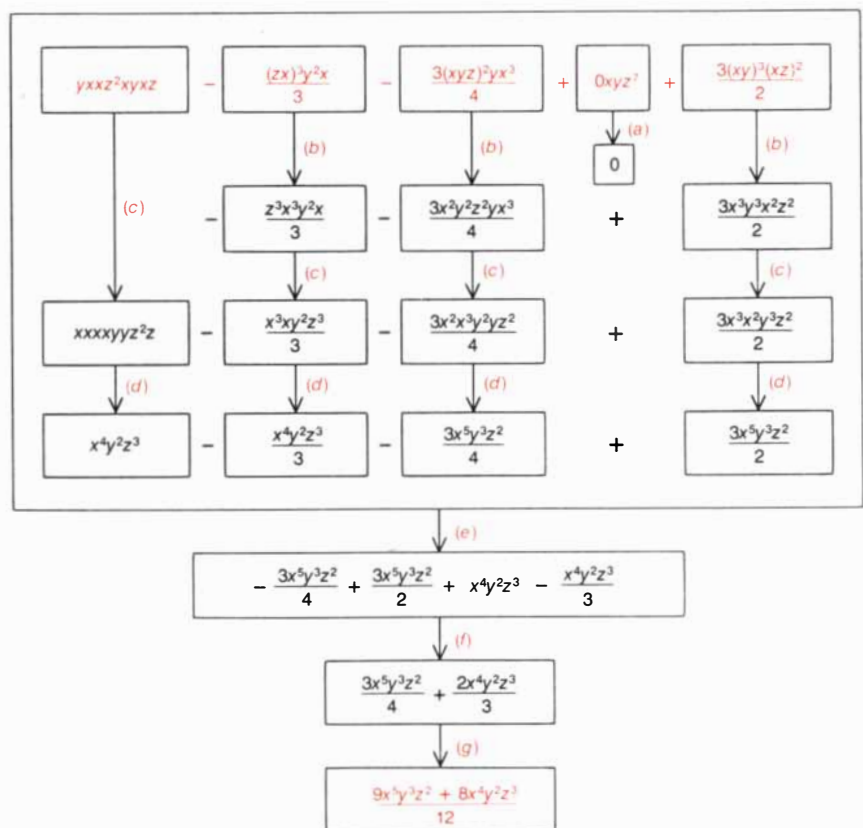 yxxz²xyxz − (zx)³y²x/3 − 3(xyz)²yx³/4 + 0xyz⁷ + 3(xy)³(xz)²/2
(a)
(b) (b) (b)
0
(c)
− z³x³y²x/3 − 3x²y²z²yx³/4 + 3x³y³x²z²/2
(c) (c) (c)
xxxxyyz²z − x³xy²z³/3 − 3x²x³y²yz²/4 + 3x³x²y³z²/2
(d) (d) (d) (d)
x⁴y²z³ − x⁴y²z³/3 − 3x⁵y³z²/4 + 3x⁵y³z²/2
(e)
− 3x⁵y³z²/4 + 3x⁵y³z²/2 + x⁴y²z³ − x⁴y²z³/3
(f)
3x⁵y³z²/4 + 2x⁴y²z³/3
(g)
9x⁵y³z² + 8x⁴y²z³/12